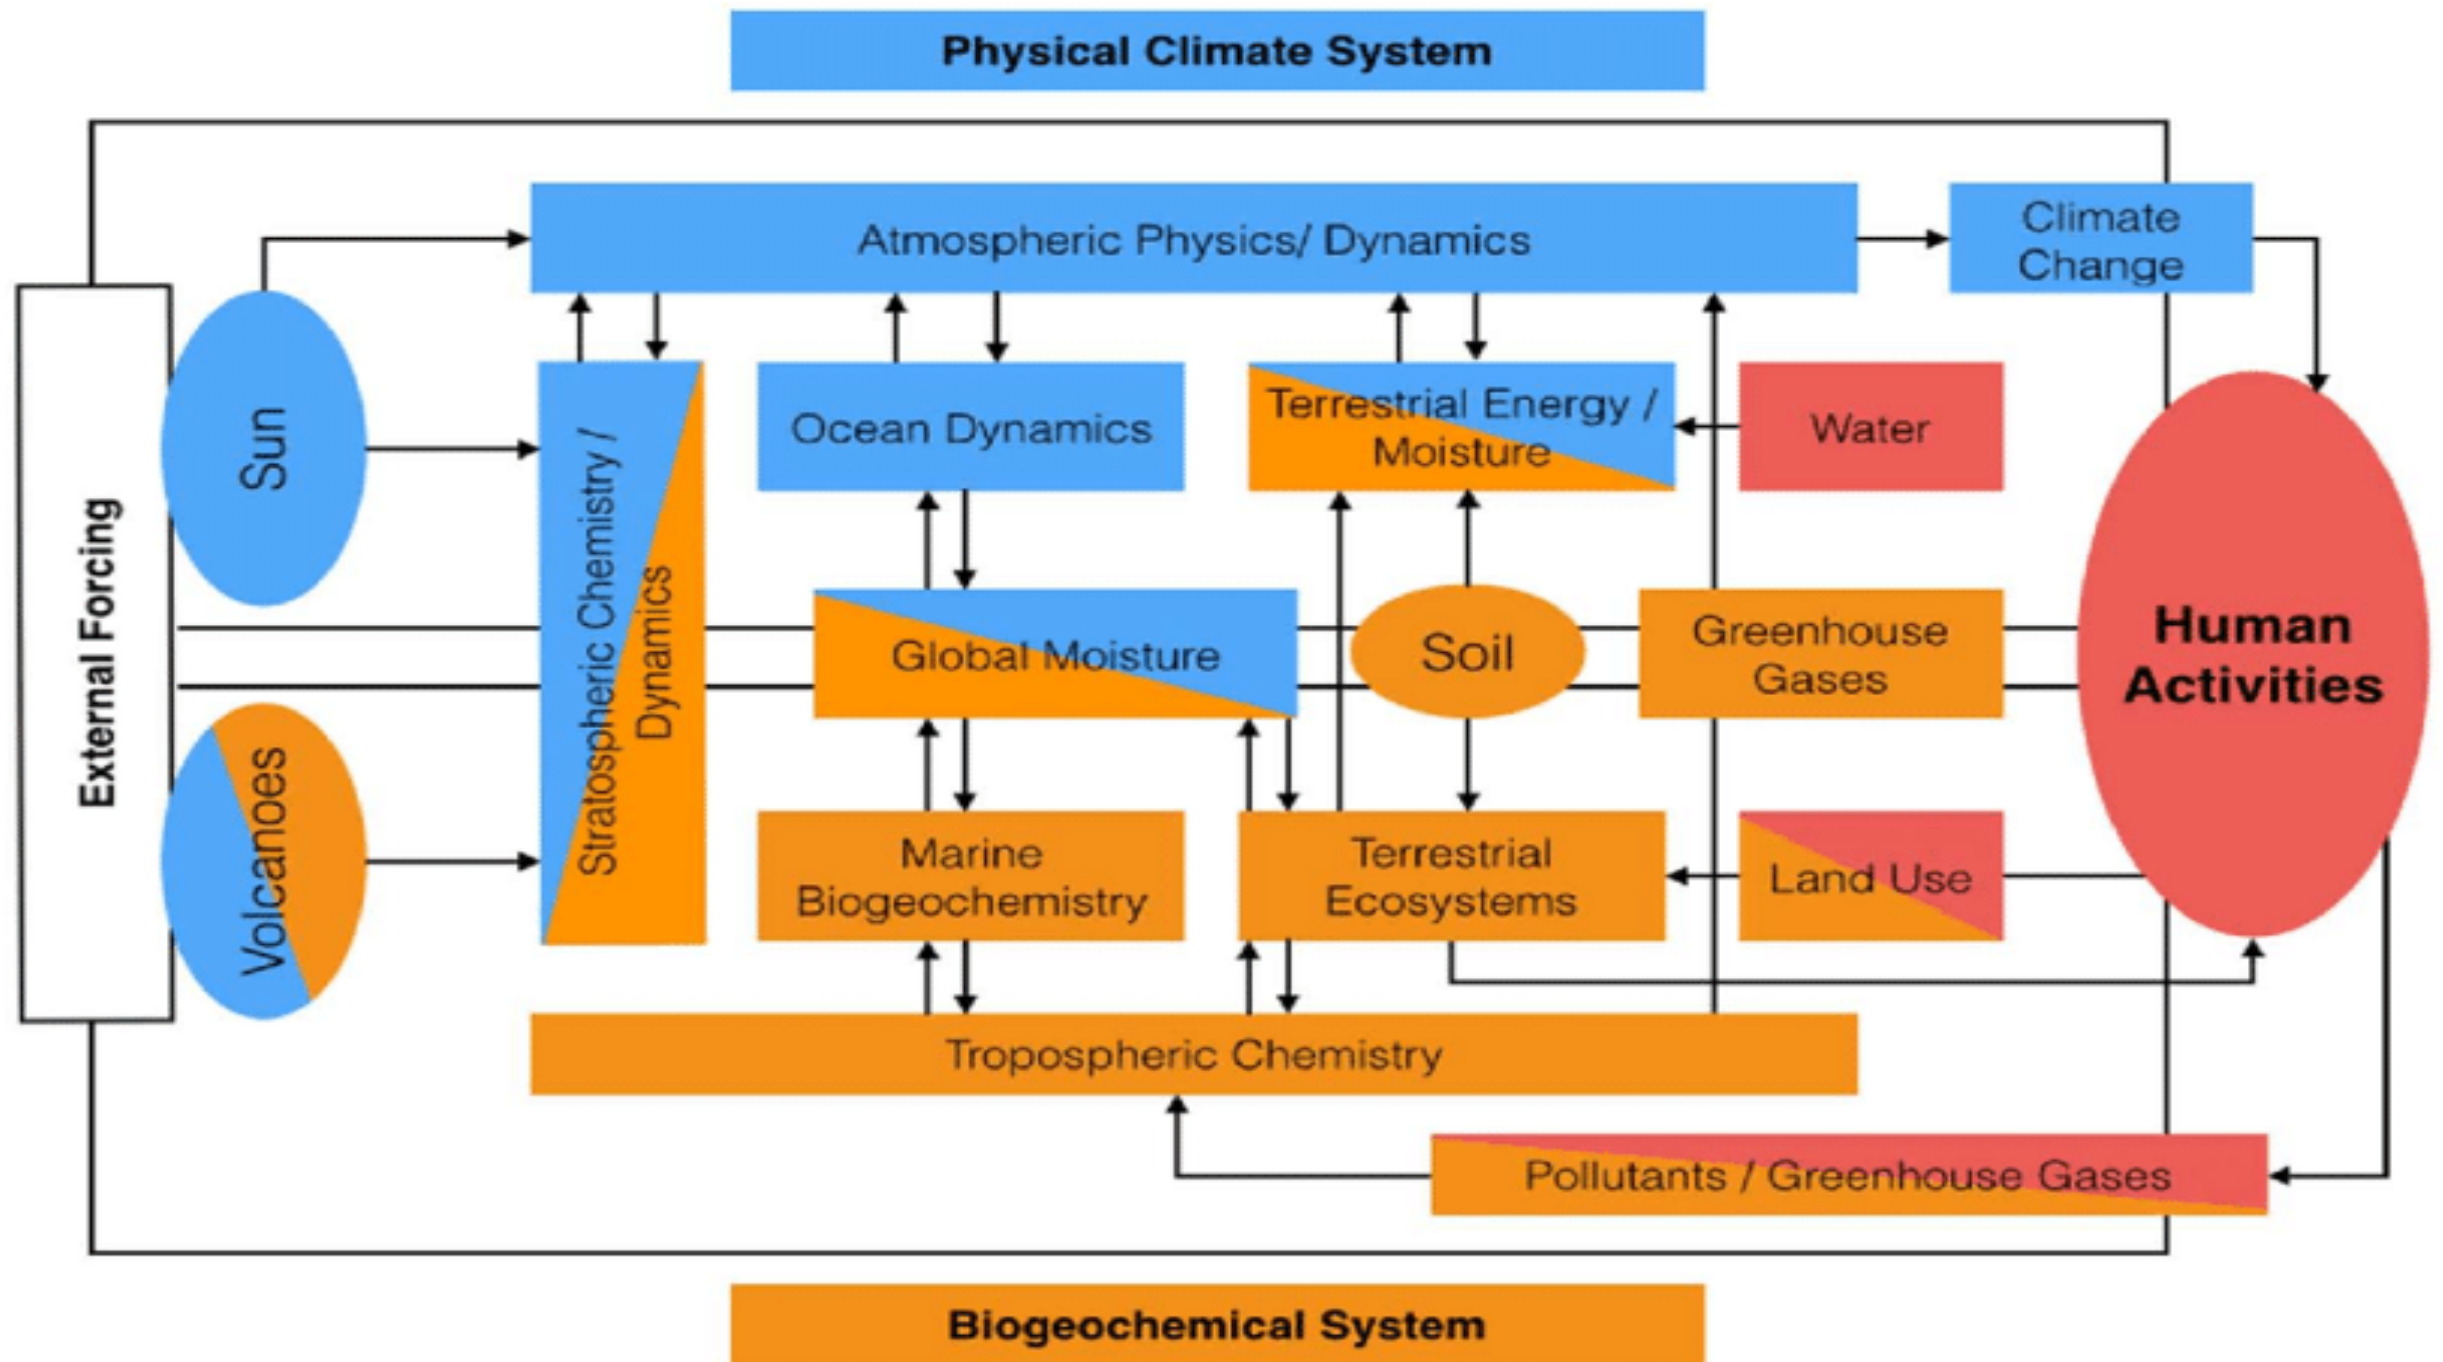 Physical Climate System
Atmospheric Physics/ Dynamics
Climate
Change
External Forcing
Sun
Stratospheric Chemistry /
Dynamics
Ocean Dynamics
Terrestrial Energy /
Moisture
Water
Global Moisture
Soil
Greenhouse
Gases
Human
Activities
Volcanoes
Marine
Biogeochemistry
Terrestrial
Ecosystems
Land Use
Tropospheric Chemistry
Pollutants / Greenhouse Gases
Biogeochemical System